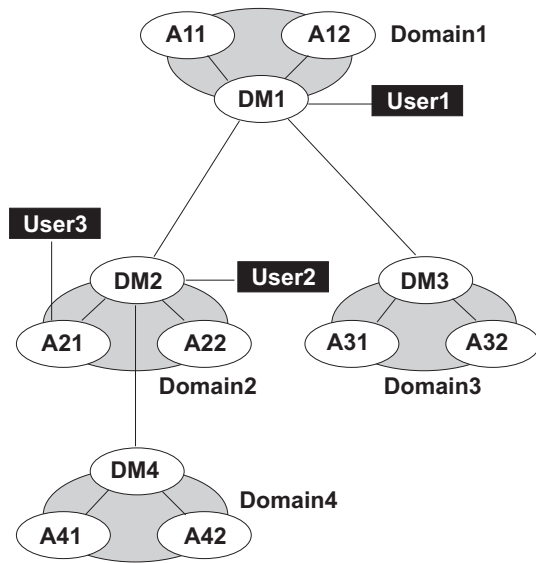 A11
A12
Domain1
DM1
User1
User3
DM2
User2
DM3
A21
A22
A31
A32
Domain2
Domain3
DM4
Domain4
A41
A42